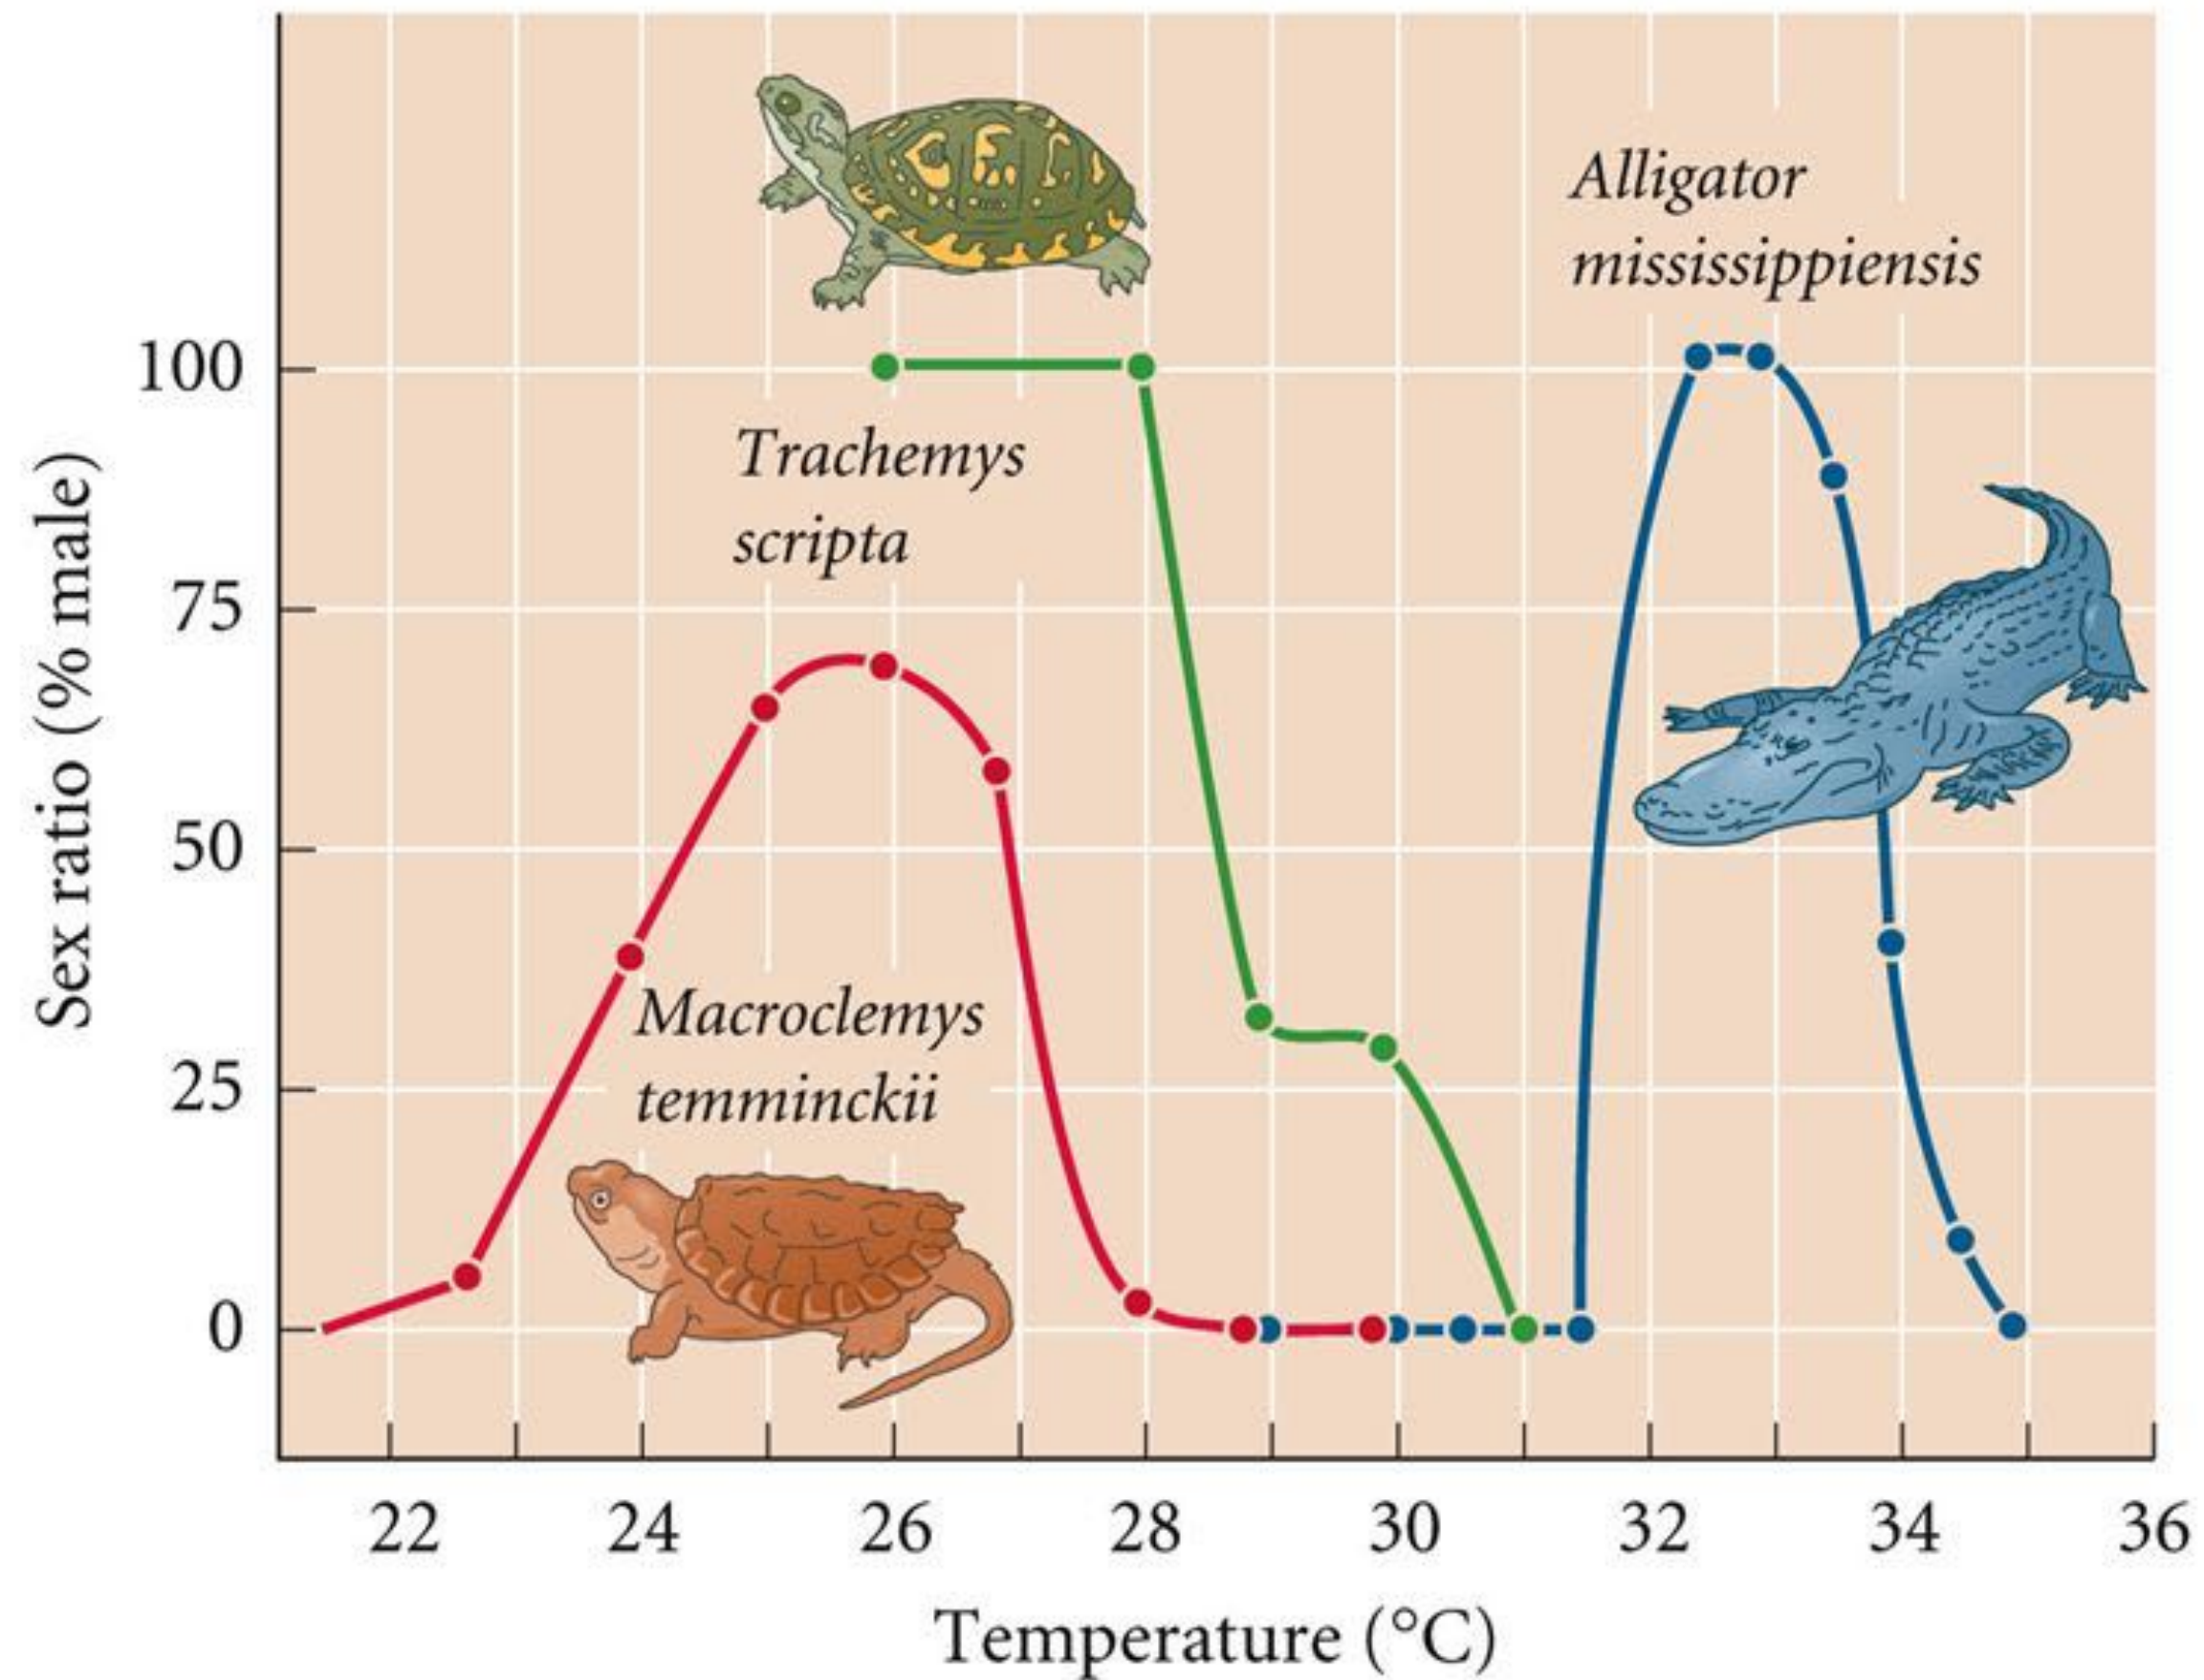 Alligator
mississippiensis
Trachemys
scripta
Macroclemys
temminckii
Sex ratio (% male)
100
75
50
25
0
22 24 26 28 30 32 34 36
Temperature (°C)